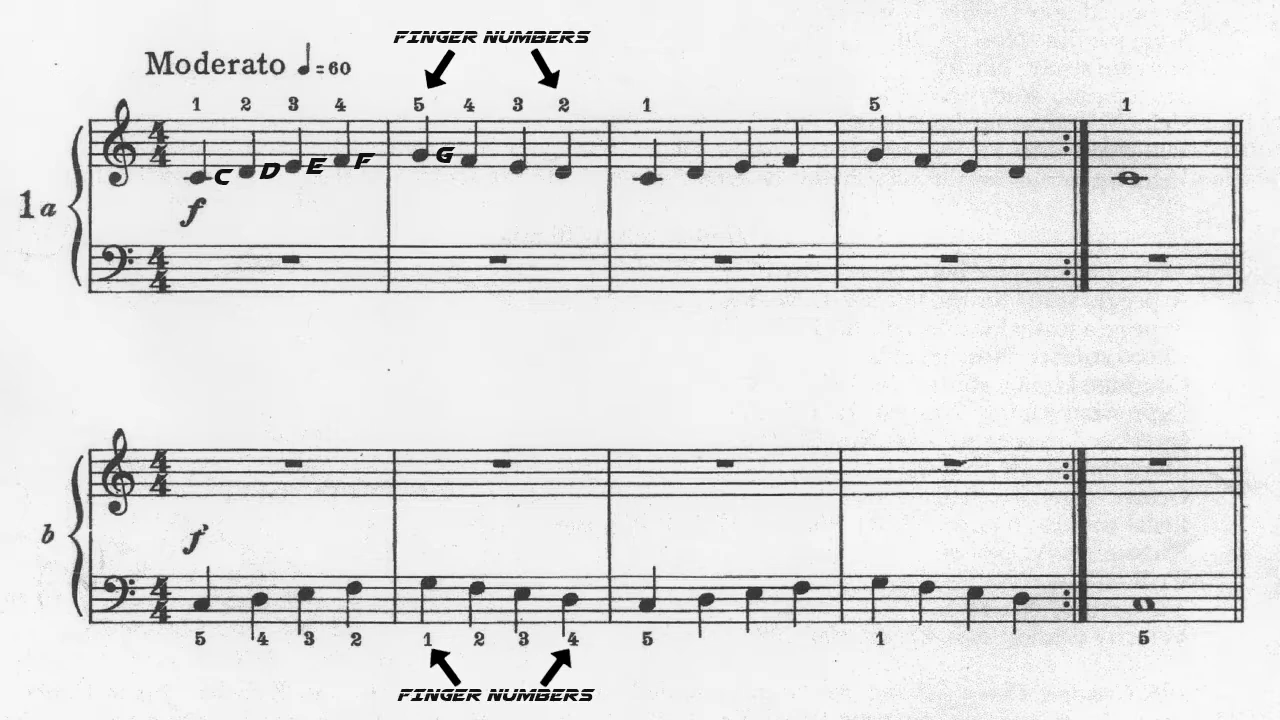 FINGER NUMBERS
Moderato ♩=60
1 2 3 4 5 4 3 2 1 5 1
C D E F G
1a
f
b
f
5 4 3 2 1 2 3 4 5 1 5
FINGER NUMBERS